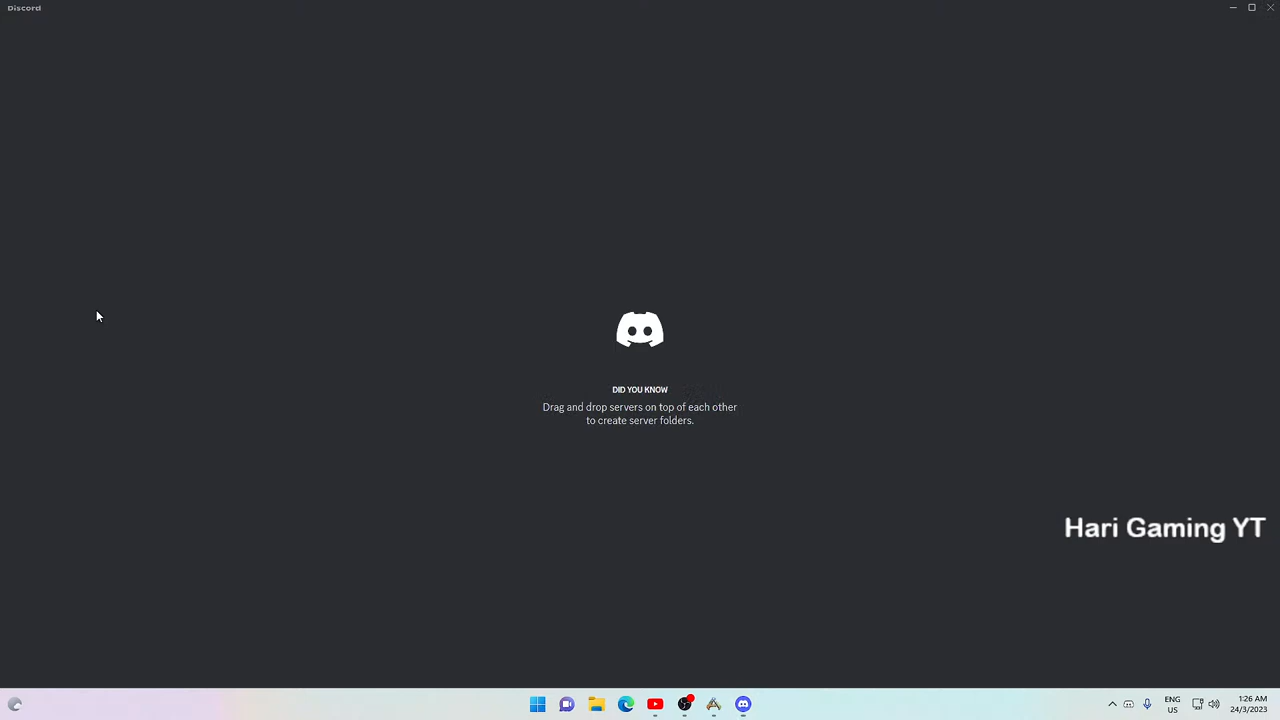 Discord
DID YOU KNOW
Drag and drop servers on top of each other
to create server folders.
Hari Gaming YT
ENG
US
1:26 AM
24/3/2023